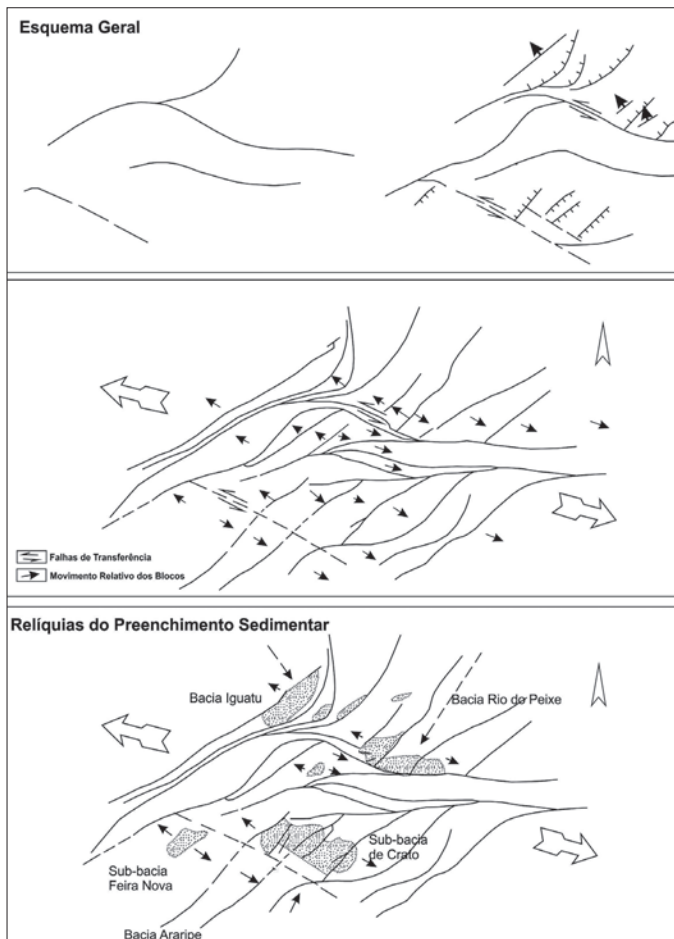 Esquema Geral
Falhas de Transferência
Movimento Relativo dos Blocos
Relíquias do Preenchimento Sedimentar
Bacia Iguatu
Bacia Rio do Peixe
Sub-bacia
de Crato
Sub-bacia
Feira Nova
Bacia Araripe